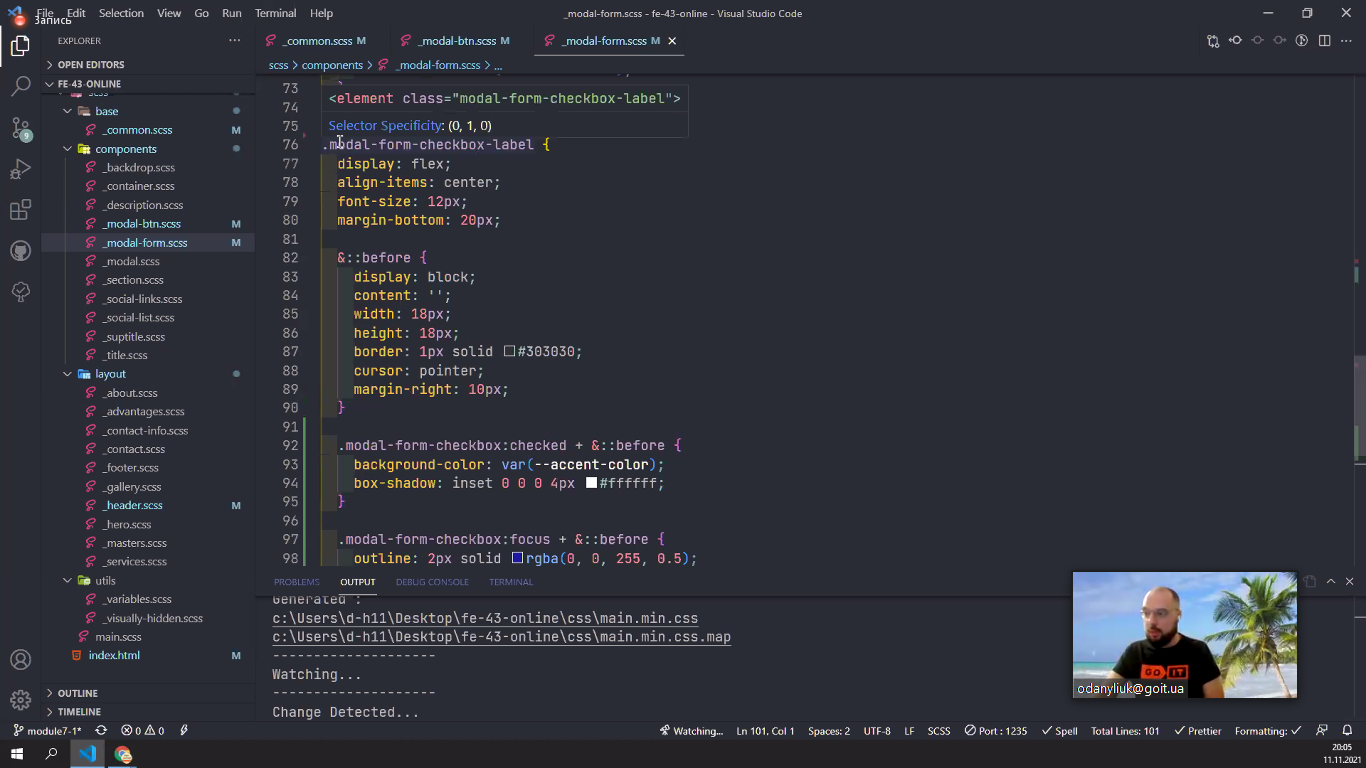 File Edit Selection View Go Run Terminal Help
_modal-form.scss - fe-43-online - Visual Studio Code
Запись
EXPLORER
OPEN EDITORS
FE-43-ONLINE
base
_common.scss
components
_backdrop.scss
_container.scss
_description.scss
_modal-btn.scss M
_modal-form.scss M
_modal.scss
_section.scss
_social-links.scss
_social-list.scss
_suptitle.scss
_title.scss
layout
_about.scss
_advantages.scss
_contact-info.scss
_contact.scss
_footer.scss
_gallery.scss
_header.scss M
_hero.scss
_masters.scss
_services.scss
utils
_variables.scss
_visually-hidden.scss
main.scss
index.html M
OUTLINE
TIMELINE
9
_common.scss M
_modal-btn.scss M
_modal-form.scss M
scss > components > _modal-form.scss > ...
73
74
75
<element class="modal-form-checkbox-label">
Selector Specificity: (0, 1, 0)
76 .modal-form-checkbox-label {
77 display: flex;
78 align-items: center;
79 font-size: 12px;
80 margin-bottom: 20px;
81
82 &::before {
83 display: block;
84 content: '';
85 width: 18px;
86 height: 18px;
87 border: 1px solid #303030;
88 cursor: pointer;
89 margin-right: 10px;
90 }
91
92 .modal-form-checkbox:checked + &::before {
93 background-color: var(--accent-color);
94 box-shadow: inset 0 0 0 4px #ffffff;
95 }
96
97 .modal-form-checkbox:focus + &::before {
98 outline: 2px solid rgba(0, 0, 255, 0.5);
PROBLEMS OUTPUT DEBUG CONSOLE TERMINAL
Generated :
c:\Users\d-h11\Desktop\fe-43-online\css\main.min.css
c:\Users\d-h11\Desktop\fe-43-online\css\main.min.css.map
--------------------
Watching...
--------------------
Change Detected...
GO IT
odanyliuk@goit.ua
module7-1* 0 0 Watching... Ln 101, Col 1 Spaces: 2 UTF-8 LF SCSS Port : 1235 Spell Total Lines: 101 Prettier Formatting:
20:05
11.11.2021